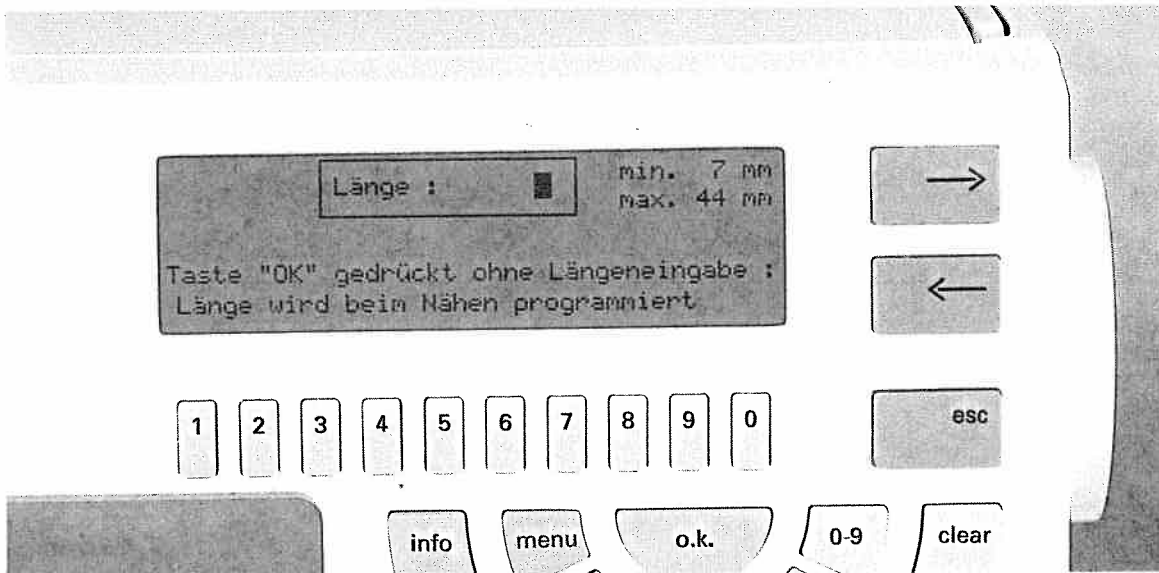 Länge :
min. 7 mm
max. 44 mm
Taste "OK" gedrückt ohne Längeneingabe :
Länge wird beim Nähen programmiert
1 2 3 4 5 6 7 8 9 0
esc
info menu o.k. 0-9 clear